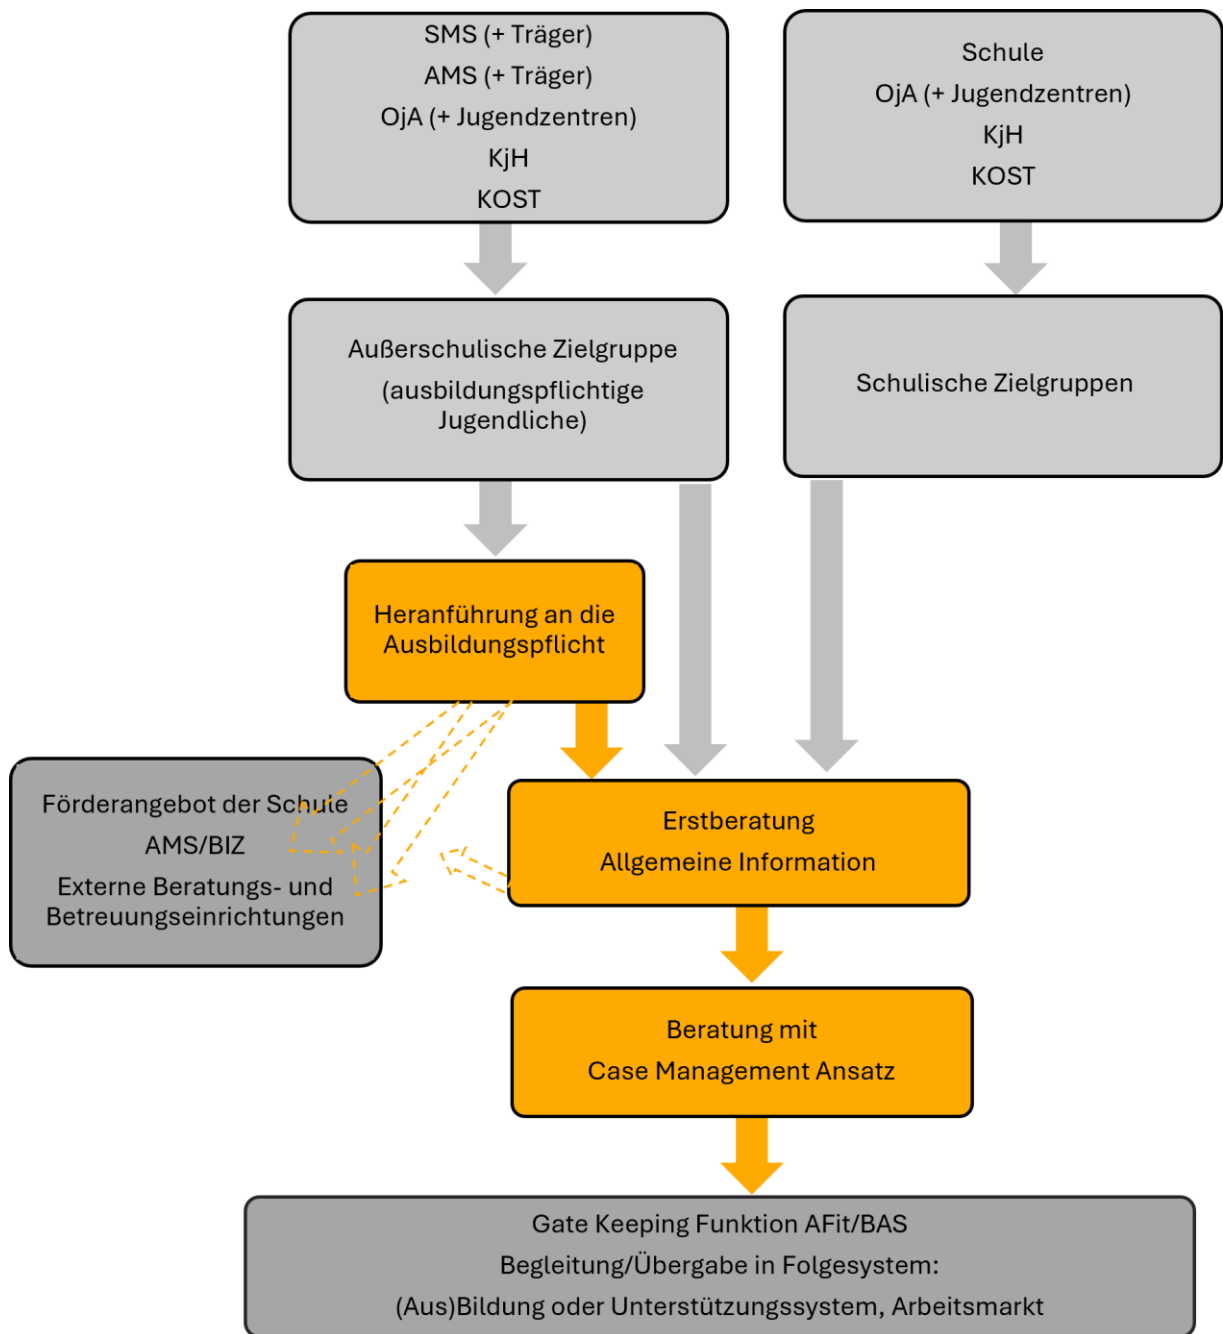 SMS (+ Träger)
AMS (+ Träger)
OjA (+ Jugendzentren)
KjH
KOST
Schule
OjA (+ Jugendzentren)
KjH
KOST
Außerschulische Zielgruppe
(ausbildungspflichtige
Jugendliche)
Schulische Zielgruppen
Heranführung an die
Ausbildungspflicht
Förderangebot der Schule
AMS/BIZ
Externe Beratungs- und
Betreuungseinrichtungen
Erstberatung
Allgemeine Information
Beratung mit
Case Management Ansatz
Gate Keeping Funktion AFit/BAS
Begleitung/Übergabe in Folgesystem:
(Aus)Bildung oder Unterstützungssystem, Arbeitsmarkt